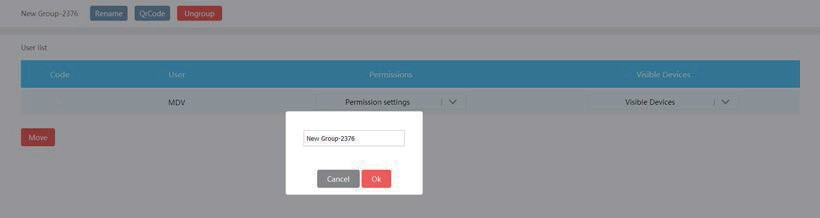 New Group-2376 Rename QrCode Ungroup
User list
Code User Permissions Visible Devices
MDV Permission settings Visible Devices
New Group-2376
Move
Cancel Ok